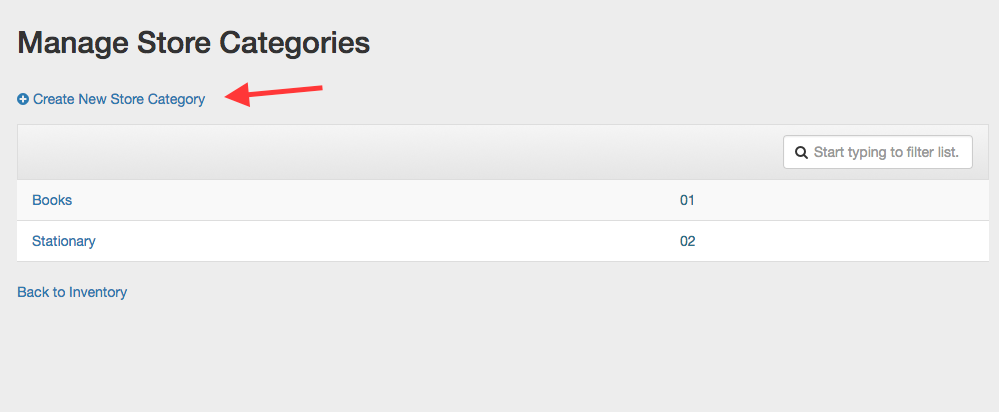 Manage Store Categories
Create New Store Category
Start typing to filter list.
Books 01
Stationary 02
Back to Inventory